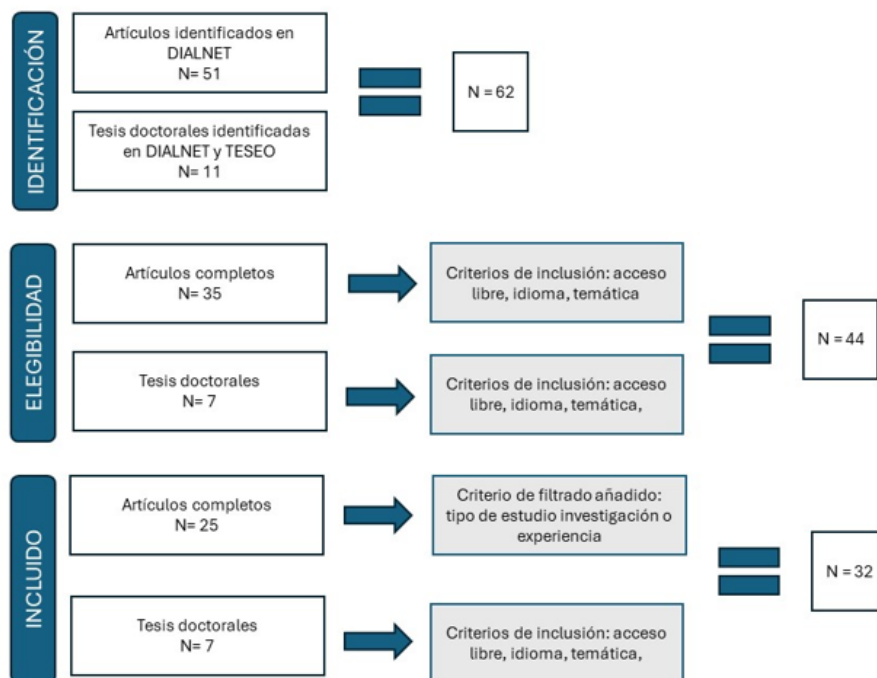 IDENTIFICACIÓN
Artículos identificados en
DIALNET
N= 51
Tesis doctorales identificadas
en DIALNET y TESEO
N= 11
N = 62
ELEGIBILIDAD
Artículos completos
N= 35
Criterios de inclusión: acceso
libre, idioma, temática
Tesis doctorales
N= 7
Criterios de inclusión: acceso
libre, idioma, temática,
N = 44
INCLUIDO
Artículos completos
N= 25
Criterio de filtrado añadido:
tipo de estudio investigación o
experiencia
Tesis doctorales
N= 7
Criterios de inclusión: acceso
libre, idioma, temática,
N = 32